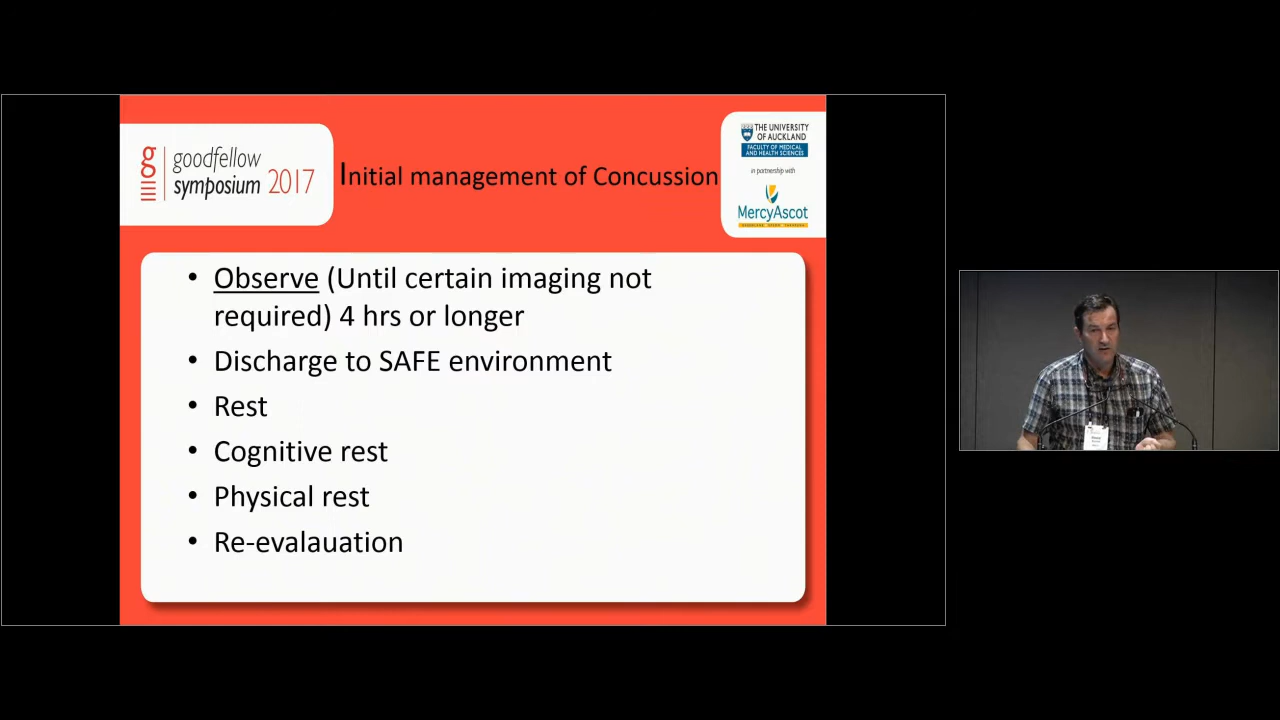 goodfellow
symposium 2017
Initial management of Concussion
THE UNIVERSITY
OF AUCKLAND
FACULTY OF MEDICAL
AND HEALTH SCIENCES
in partnership with
MercyAscot
• Observe (Until certain imaging not
required) 4 hrs or longer
• Discharge to SAFE environment
• Rest
• Cognitive rest
• Physical rest
• Re-evalauation